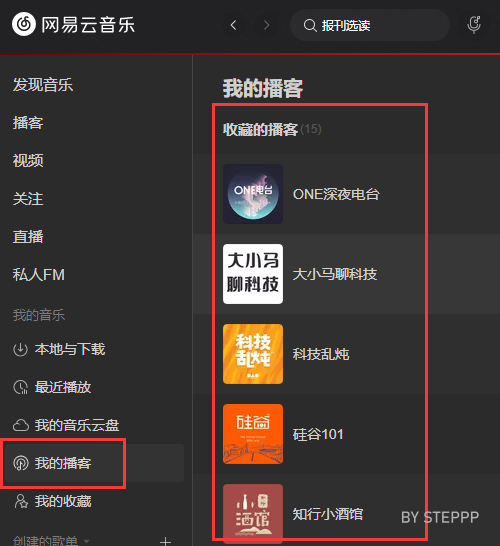 网易云音乐
报刊选读
发现音乐
播客
视频
关注
直播
私人FM
我的音乐
本地与下载
最近播放
我的音乐云盘
我的播客
我的收藏
创建的歌单
我的播客
收藏的播客(15)
ONE电台
ONE深夜电台
大小马
聊科技
大小马聊科技
科技
乱炖
科技乱炖
硅谷
101
硅谷101
知行小酒馆
酒馆
BY STEPPP